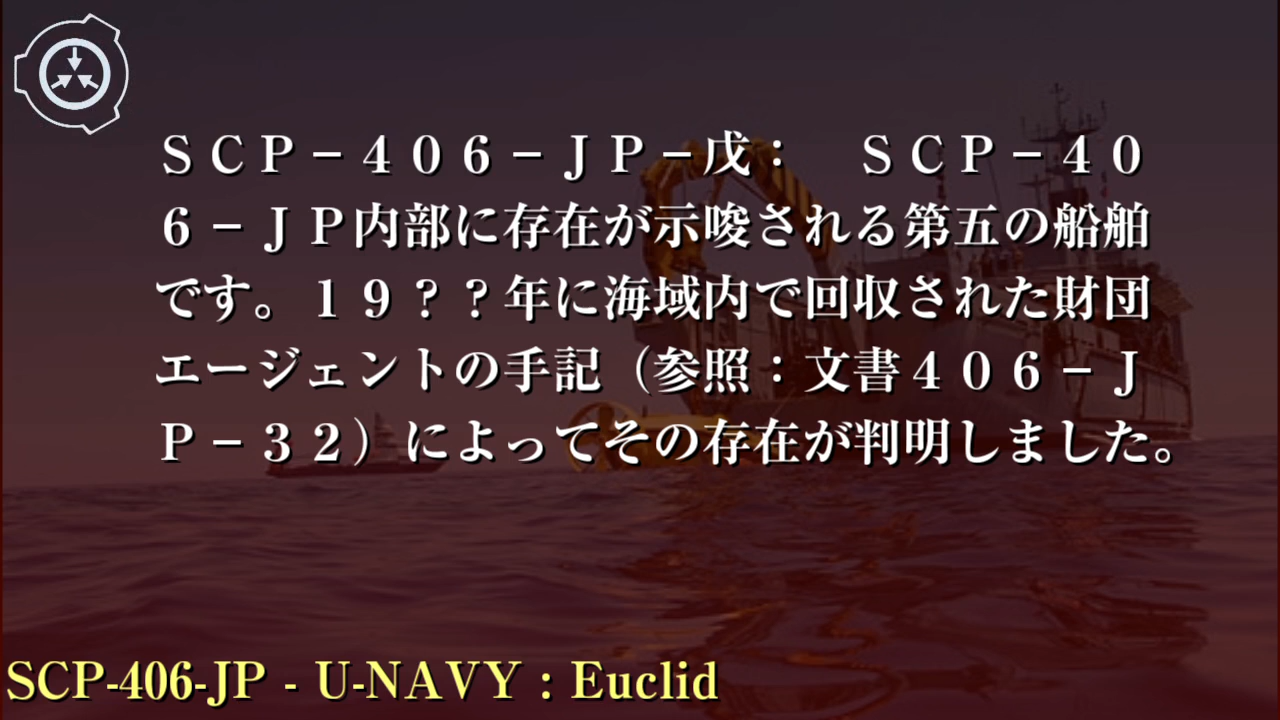 ＳＣＰ－４０６－ＪＰ－戊：　ＳＣＰ－４０
６－ＪＰ内部に存在が示唆される第五の船舶
です。１９？？年に海域内で回収された財団
エージェントの手記（参照：文書４０６－Ｊ
Ｐ－３２）によってその存在が判明しました。
SCP-406-JP - U-NAVY : Euclid